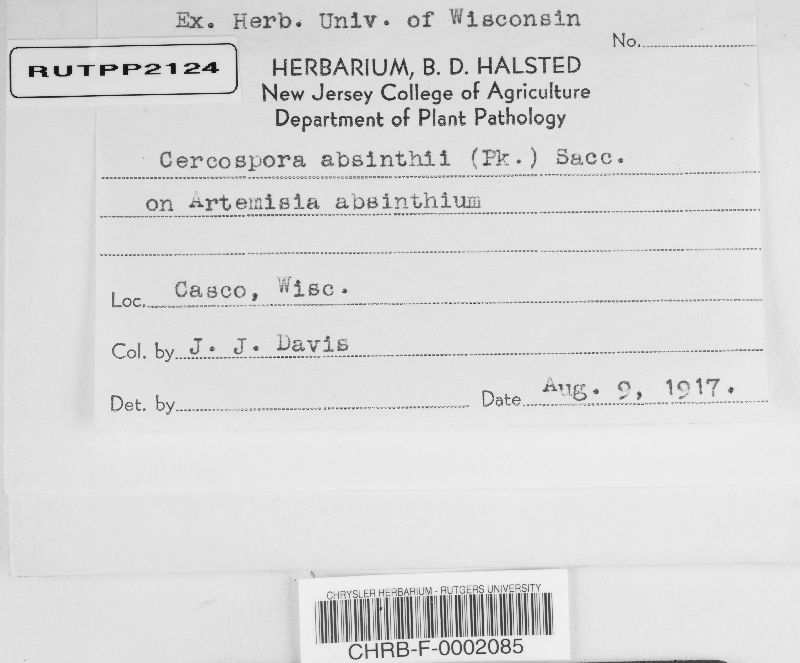 Ex. Herb. Univ. of Wisconsin
No.
RUTPP2124
HERBARIUM, B. D. HALSTED
New Jersey College of Agriculture
Department of Plant Pathology
Cercospora absinthii (Pk.) Sacc.
on Artemisia absinthium
Loc. Casco, Wisc.
Col. by J. J. Davis
Det. by
Date Aug. 9, 1917.
CHRYSLER HERBARIUM - RUTGERS UNIVERSITY
CHRB-F-0002085